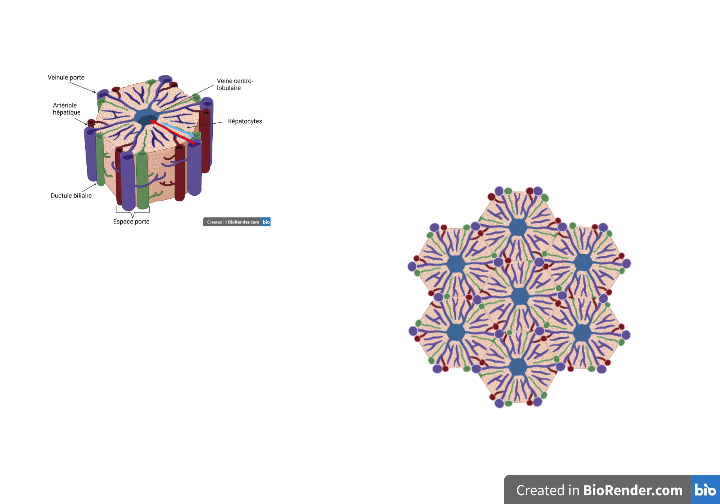 Veinule porte
Veine centro-
lobulaire
Artériole
hépatique
Hépatocytes
Ductule biliaire
Espace porte
Created in BioRender.com bio
Created in BioRender.com bio